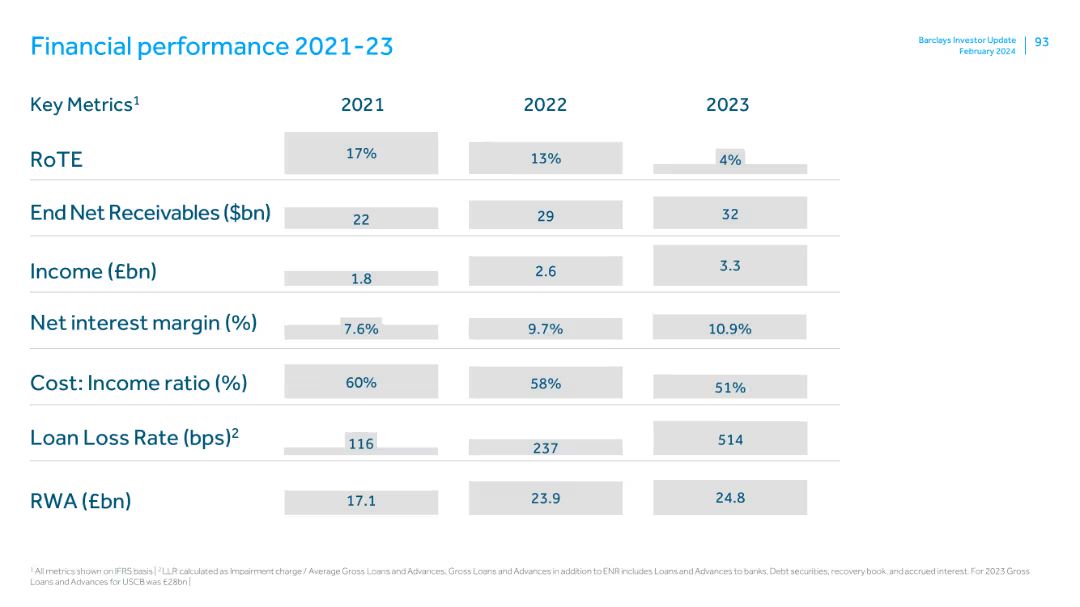 Financial performance 2021-23
Barclays Investor Update
February 2024
93
Key Metrics¹ 2021 2022 2023
RoTE 17% 13% 4%
End Net Receivables ($bn) 22 29 32
Income (£bn) 1.8 2.6 3.3
Net interest margin (%) 7.6% 9.7% 10.9%
Cost: Income ratio (%) 60% 58% 51%
Loan Loss Rate (bps)² 116 237 514
RWA (£bn) 17.1 23.9 24.8
¹ All metrics shown on IFRS basis | ² LLR calculated as Impairment charge / Average Gross Loans and Advances. Gross Loans and Advances in addition to ENR includes Loans and Advances to banks, Debt securities, recovery book, and accrued interest. For 2023 Gross
Loans and Advances for USCB was £28bn |